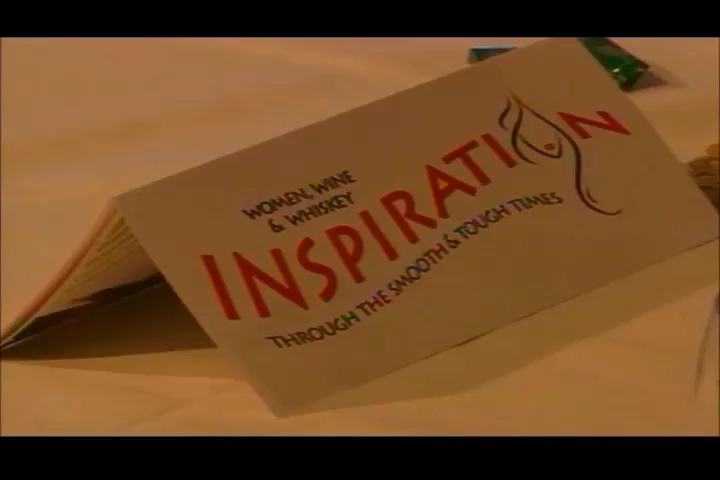 WOMEN, WINE
& WHISKEY
INSPIRATION
THROUGH THE SMOOTH & TOUGH TIMES